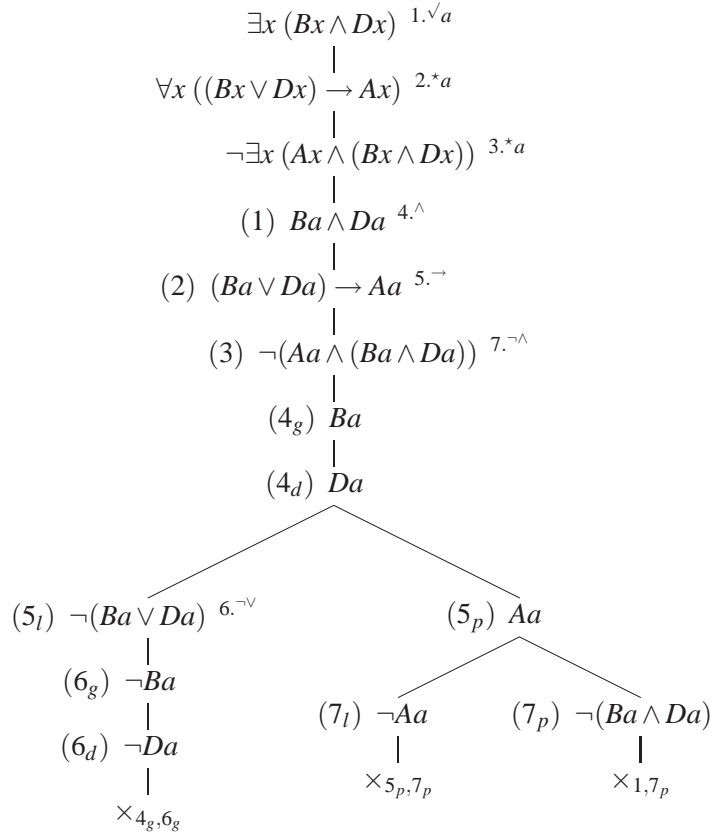 ∃x (Bx ∧ Dx) 1.√a
∀x ((Bx ∨ Dx) → Ax) 2.⋆a
¬∃x (Ax ∧ (Bx ∧ Dx)) 3.⋆a
(1) Ba ∧ Da 4.∧
(2) (Ba ∨ Da) → Aa 5.→
(3) ¬(Aa ∧ (Ba ∧ Da)) 7.¬∧
(4g) Ba
(4d) Da
(5l) ¬(Ba ∨ Da) 6.¬∨ (5p) Aa
(6g) ¬Ba
(7l) ¬Aa (7p) ¬(Ba ∧ Da)
(6d) ¬Da
×5p,7p ×1,7p
×4g,6g